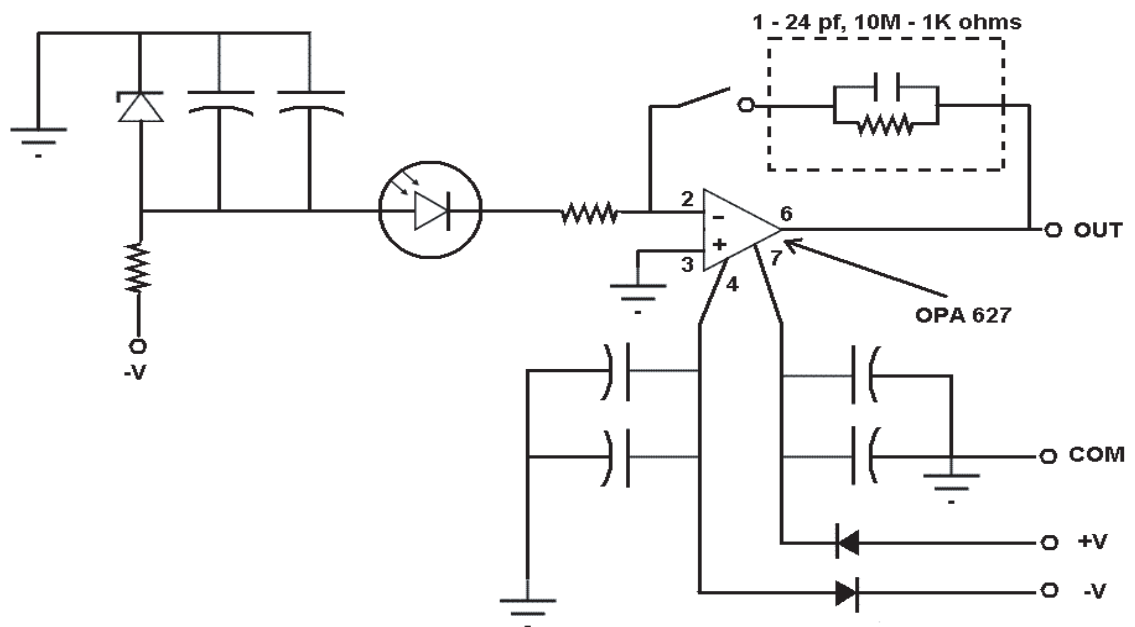 1 - 24 pf, 10M - 1K ohms
2
-
6
OUT
+
3
7
4
OPA 627
-V
COM
+V
-V